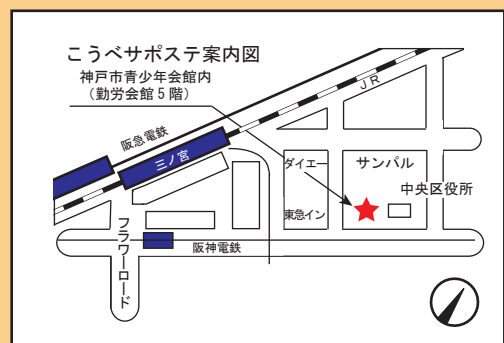 こうべサポステ案内図
神戸市青少年会館内
（勤労会館5階）
JR
阪急電鉄
三ノ宮
ダイエー
サンパル
中央区役所
東急イン
フラワーロード
阪神電鉄